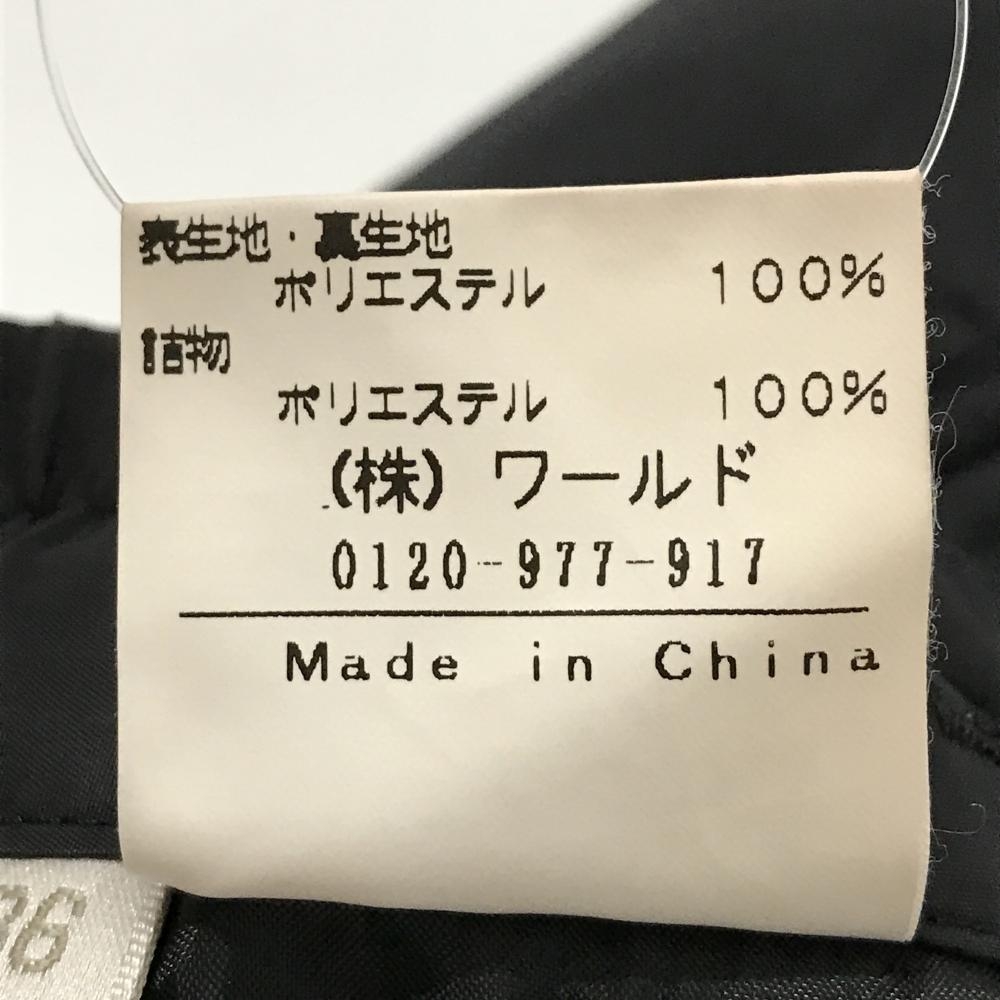 表生地・裏生地
ポリエステル 100%
詰物
ポリエステル 100%
(株) ワールド
0120-977-917
Made in China